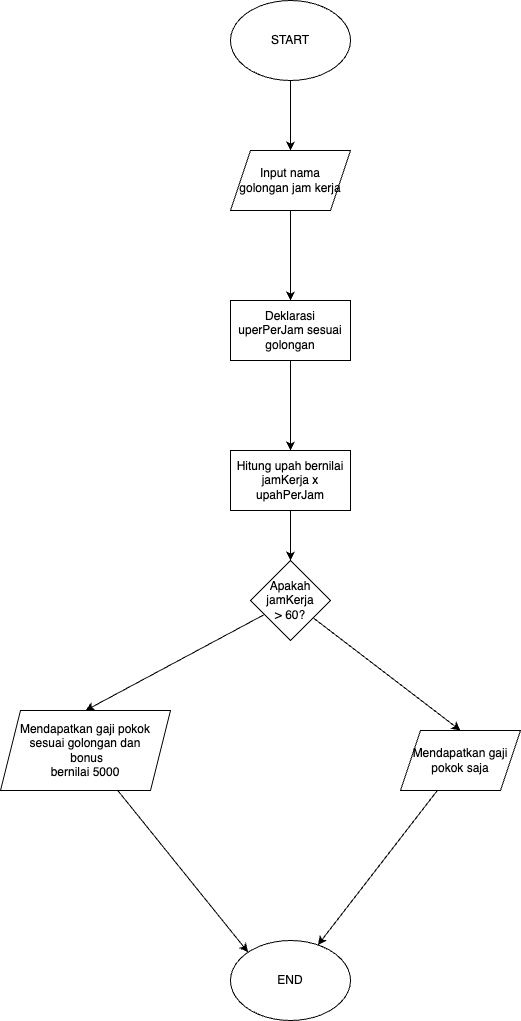 START
Input nama
golongan jam kerja
Deklarasi
uperPerJam sesuai
golongan
Hitung upah bernilai
jamKerja x
upahPerJam
Apakah
jamKerja
> 60?
Mendapatkan gaji pokok
sesuai golongan dan
bonus
bernilai 5000
Mendapatkan gaji
pokok saja
END